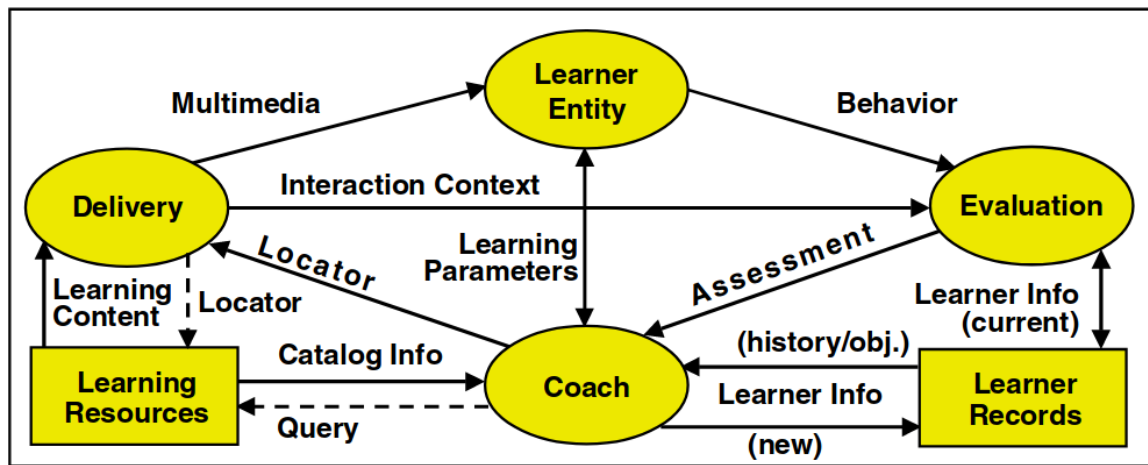 Learner
Entity
Multimedia
Behavior
Delivery
Interaction Context
Evaluation
Locator
Learning
Parameters
Assessment
Learning
Content
Locator
Learner Info
(current)
Learning
Resources
Catalog Info
Query
Coach
(history/obj.)
Learner Info
(new)
Learner
Records